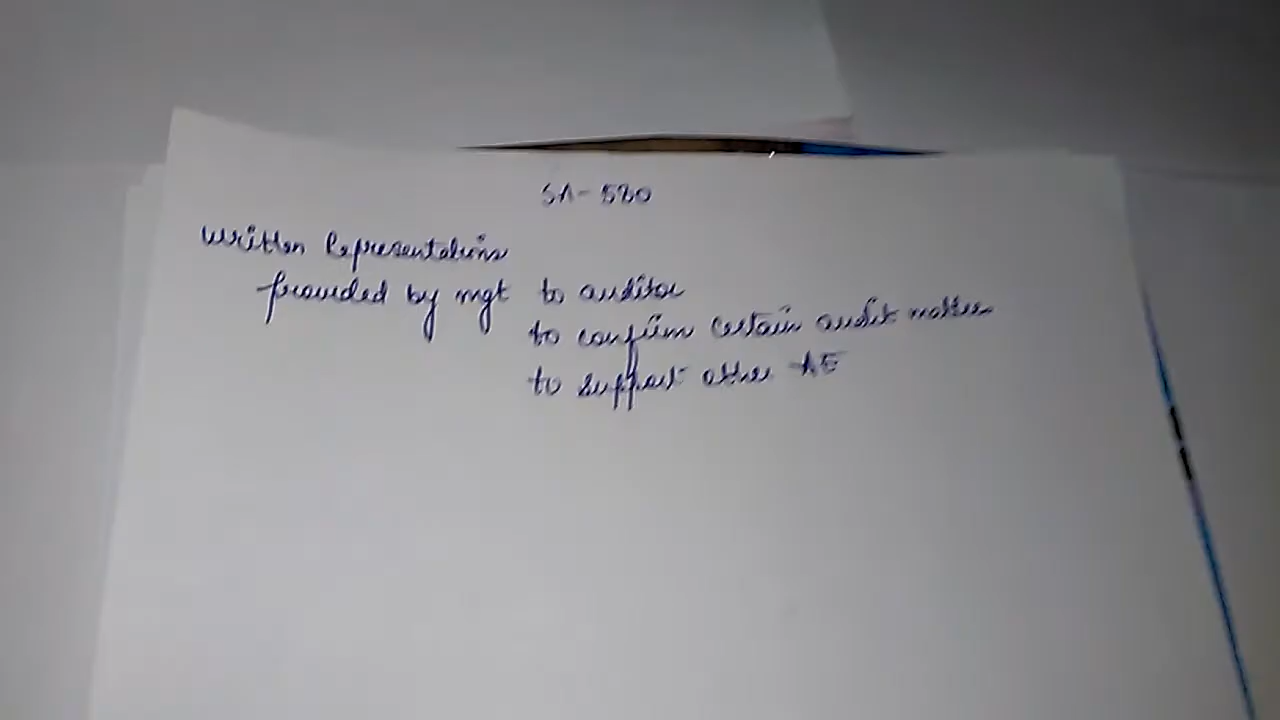 SA-580
Written Representations
provided by mgt to auditor
to confirm certain audit matters
to support other AE